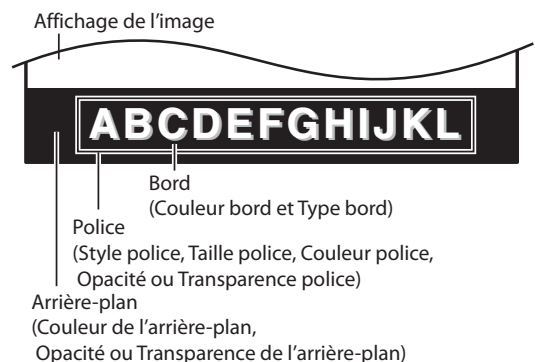 Affichage de l'image
ABCDEFGHIJKL
Bord
(Couleur bord et Type bord)
Police
(Style police, Taille police, Couleur police,
Opacité ou Transparence police)
Arrière-plan
(Couleur de l'arrière-plan,
Opacité ou Transparence de l'arrière-plan)